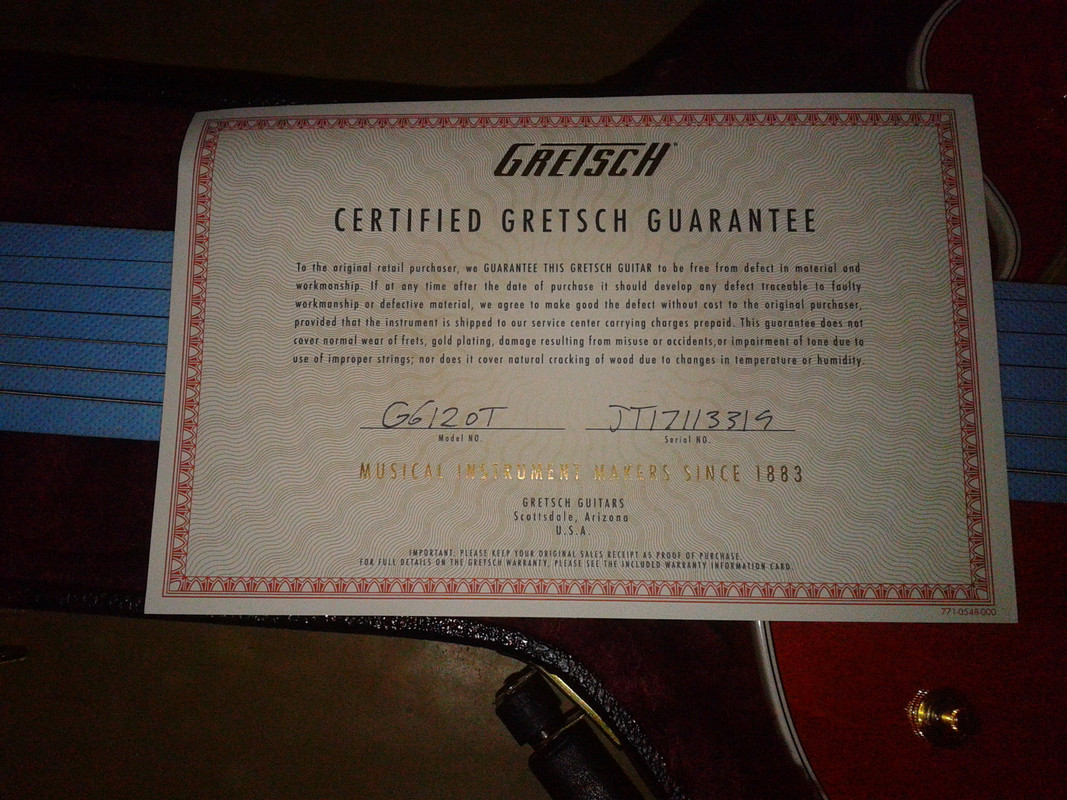 GRETSCH
CERTIFIED GRETSCH GUARANTEE
To the original retail purchaser, we GUARANTEE THIS GRETSCH GUITAR to be free from defect in material and
workmanship. If at any time after the date of purchase it should develop any defect traceable to faulty
workmanship or defective material, we agree to make good the defect without cost to the original purchaser,
provided that the instrument is shipped to our service center carrying charges prepaid. This guarantee does not
cover normal wear of frets, gold plating, damage resulting from misuse or accidents,or impairment of tone due to
use of improper strings; nor does it cover natural cracking of wood due to changes in temperature or humidity.
G6120T JT17113319
Model NO. Serial NO.
MUSICAL INSTRUMENT MAKERS SINCE 1883
GRETSCH GUITARS
Scottsdale, Arizona
U.S.A.
IMPORTANT: PLEASE KEEP YOUR ORIGINAL SALES RECEIPT AS PROOF OF PURCHASE.
FOR FULL DETAILS ON THE GRETSCH WARRANTY, PLEASE SEE THE INCLUDED WARRANTY INFORMATION CARD.
771-0548-000